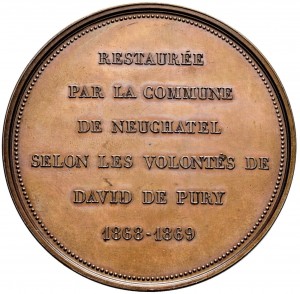 RESTAURÉE
PAR LA COMMUNE
DE NEUCHATEL
SELON LES VOLONTÉS DE
DAVID DE PURY
1868-1869